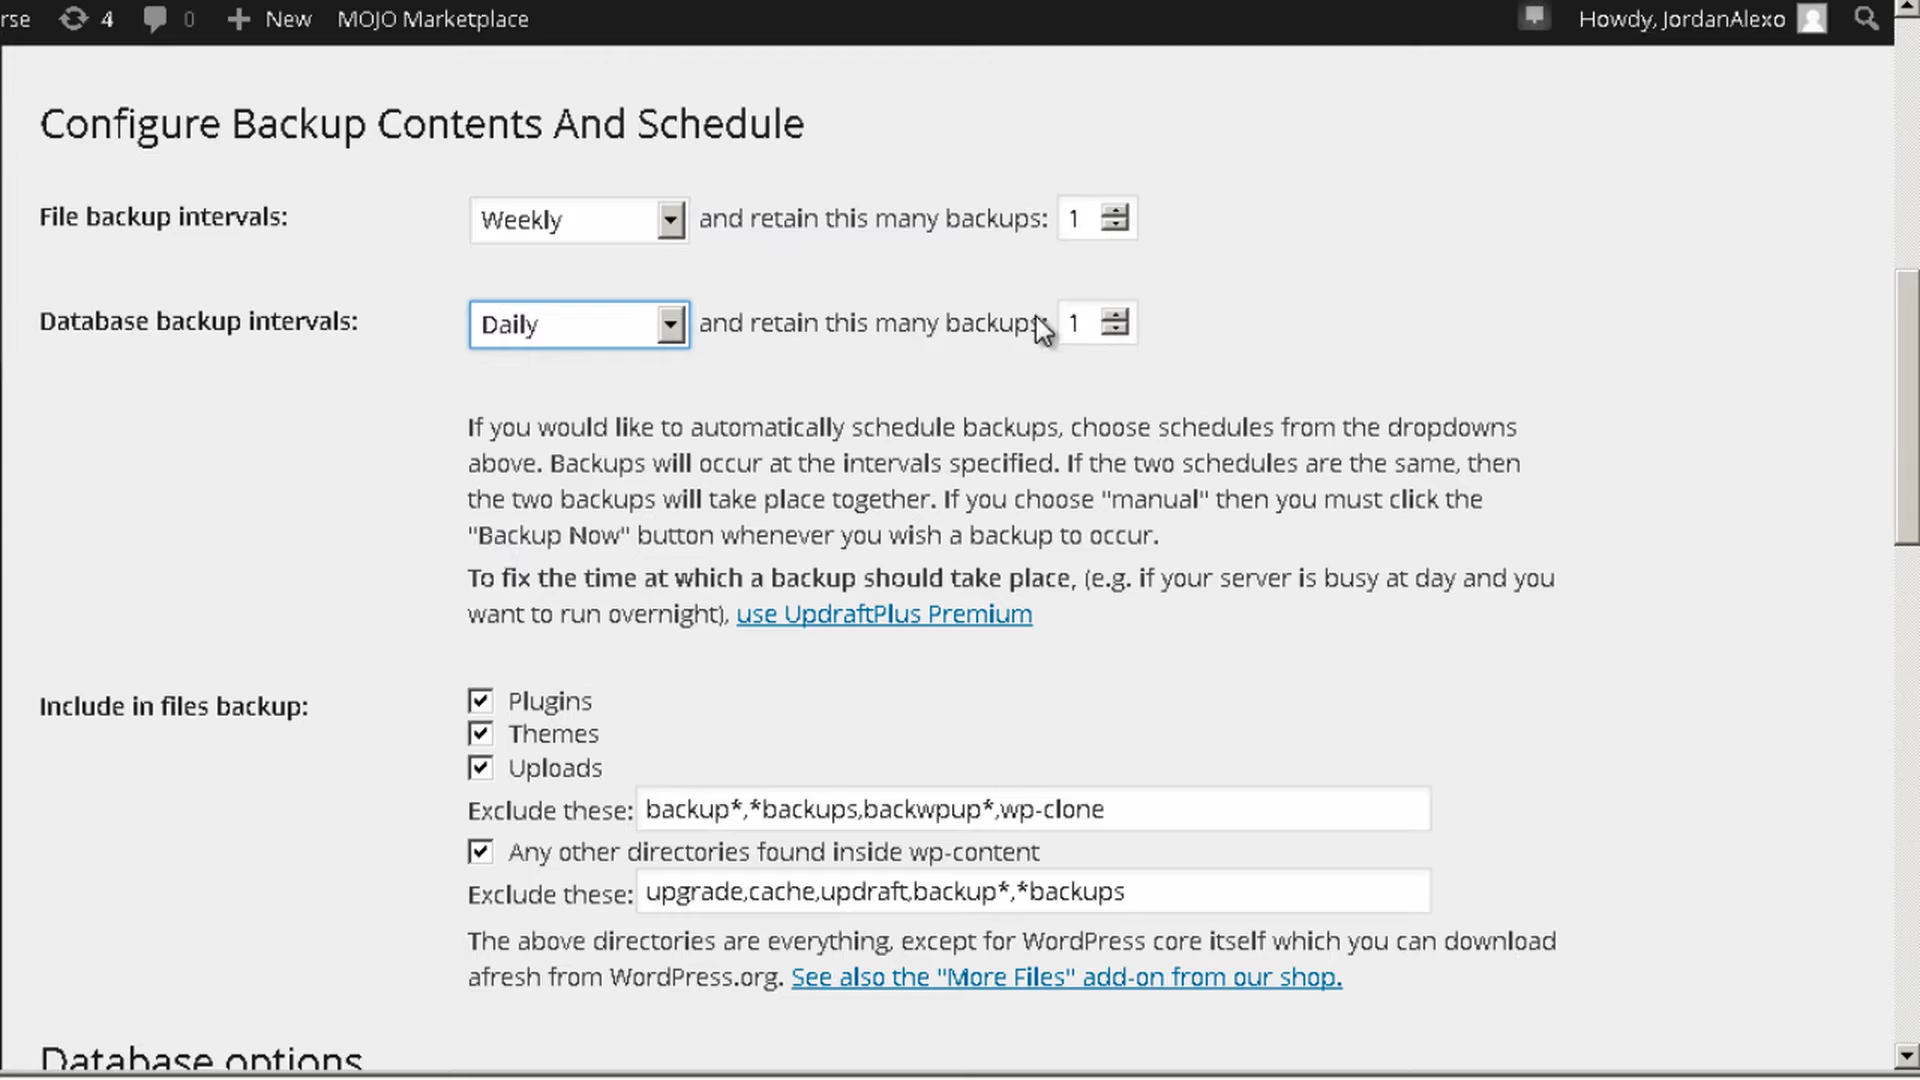 rse 4 0 + New MOJO Marketplace Howdy, JordanAlexo
Configure Backup Contents And Schedule
File backup intervals: Weekly and retain this many backups: 1
Database backup intervals: Daily and retain this many backups: 1
If you would like to automatically schedule backups, choose schedules from the dropdowns
above. Backups will occur at the intervals specified. If the two schedules are the same, then
the two backups will take place together. If you choose "manual" then you must click the
"Backup Now" button whenever you wish a backup to occur.
To fix the time at which a backup should take place, (e.g. if your server is busy at day and you
want to run overnight), use UpdraftPlus Premium
Include in files backup: Plugins
Themes
Uploads
Exclude these: backup*,*backups,backwpup*,wp-clone
Any other directories found inside wp-content
Exclude these: upgrade,cache,updraft,backup*,*backups
The above directories are everything, except for WordPress core itself which you can download
afresh from WordPress.org. See also the "More Files" add-on from our shop.
Database options